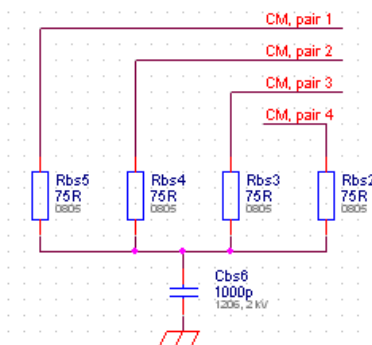 CM, pair 1
CM, pair 2
CM, pair 3
CM, pair 4
Rbs5
75R
0805
Rbs4
75R
0805
Rbs3
75R
0805
Rbs2
75R
0805
Cbs6
1000p
1206, 2 kV